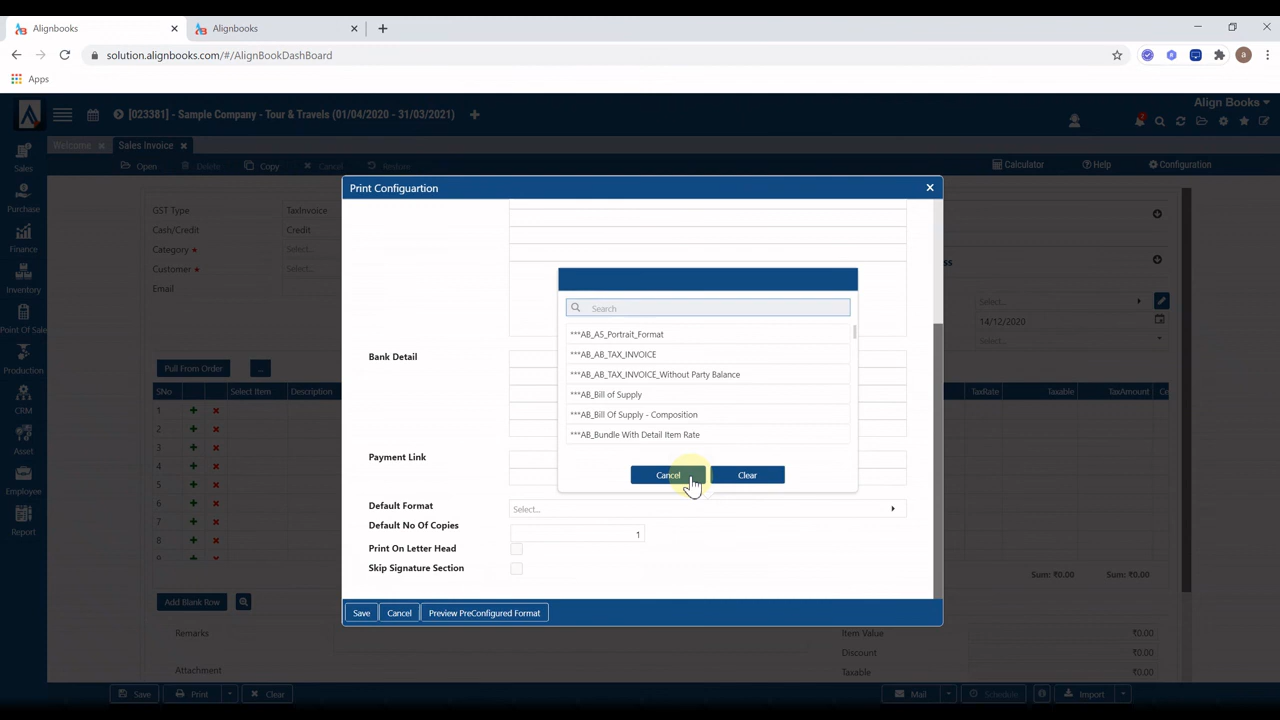 Alignbooks
Alignbooks
solution.alignbooks.com/#/AlignBookDashBoard
Apps
[023381] - Sample Company - Tour & Travels (01/04/2020 - 31/03/2021)
Align Books
Welcome
Sales Invoice
Sales
Open
Delete
Copy
Cancel
Restore
Calculator
Help
Configuration
Print Configuartion
Purchase
Finance
Inventory
Point Of Sale
Production
CRM
Asset
Employee
Report
GST Type
TaxInvoice
Cash/Credit
Credit
Category *
Select...
Customer *
Select...
Email
Select...
14/12/2020
Search
***AB_A5_Portrait_Format
***AB_AB_TAX_INVOICE
***AB_AB_TAX_INVOICE_Without Party Balance
***AB_Bill of Supply
***AB_Bill Of Supply - Composition
***AB_Bundle With Detail Item Rate
Cancel
Clear
Bank Detail
Payment Link
Default Format
Select...
Default No Of Copies
1
Print On Letter Head
Skip Signature Section
Save
Cancel
Preview PreConfigured Format
Pull From Order
...
SNo
Select Item
Description
TaxRate
Taxable
TaxAmount
1
2
3
4
5
6
7
8
9
Sum: ₹0.00
Sum: ₹0.00
Add Blank Row
Remarks
Attachment
Item Value
₹0.00
Discount
₹0.00
Taxable
₹0.00
Save
Print
Clear
Mail
Schedule
Import